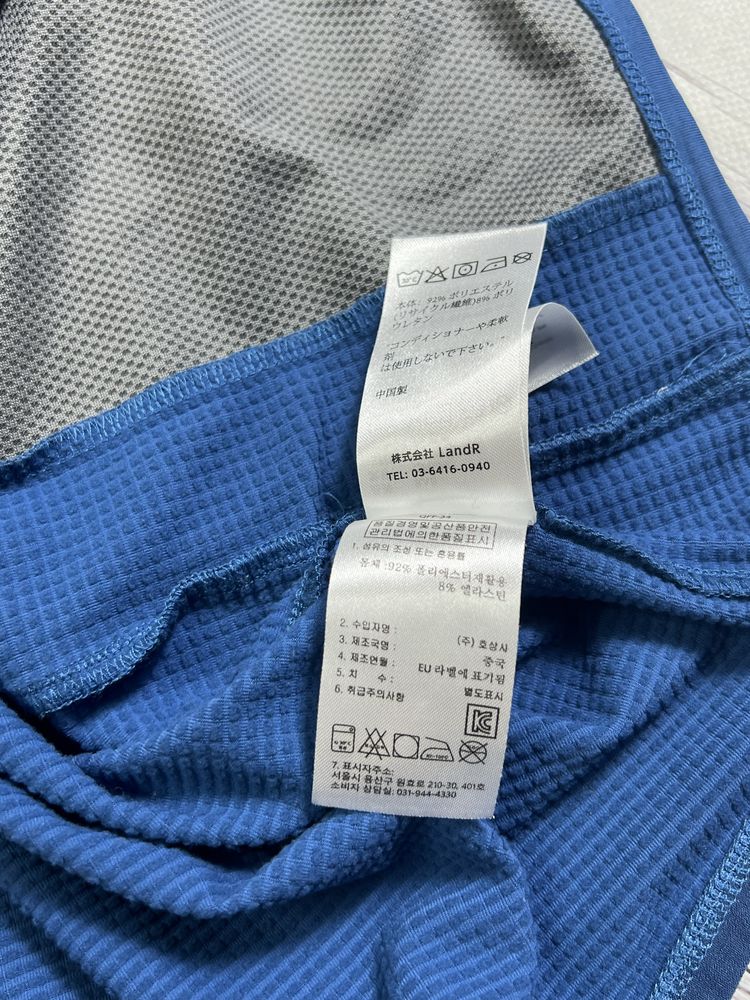 30°C
本体: 92% ポリエステル
(リサイクル繊維)8% ポリ
ウレタン
コンディショナーや柔軟
剤
は使用しないで下さい。
中国製
株式会社 LandR
TEL: 03-6416-0940
품질경영및공산품안전
관리법에의한품질표시
1. 섬유의 조성 또는 혼용률
몸체 :92% 폴리에스터재활용
8% 엘라스틴
2. 수입자명 : (주) 호상사
3. 제조국명 : 중국
4. 제조연월 : EU 라벨에 표기됨
5. 치 수 : 별도표시
6. 취급주의사항
7. 표시자주소:
서울시 용산구 원효로 210-30, 401호
소비자 상담실: 031-944-4330